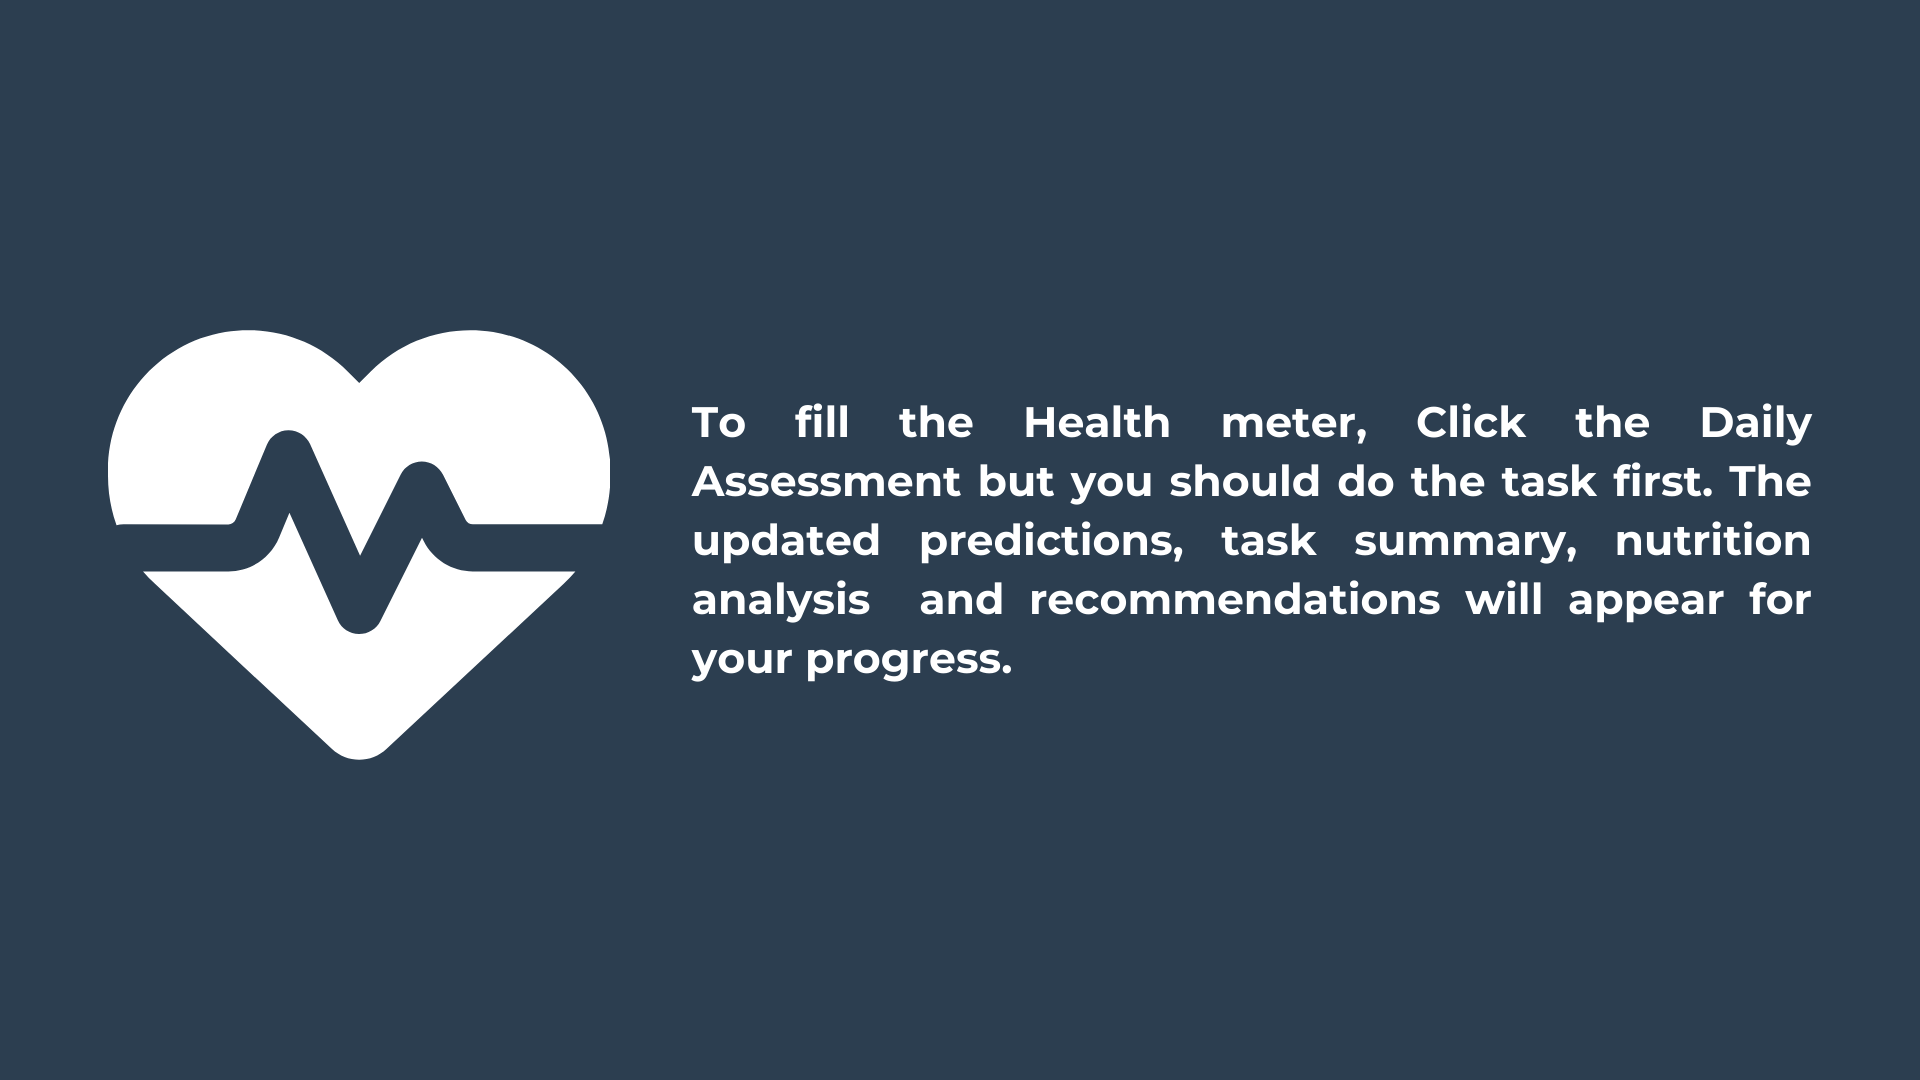 To fill the Health meter, Click the Daily
Assessment but you should do the task first. The
updated predictions, task summary, nutrition
analysis and recommendations will appear for
your progress.